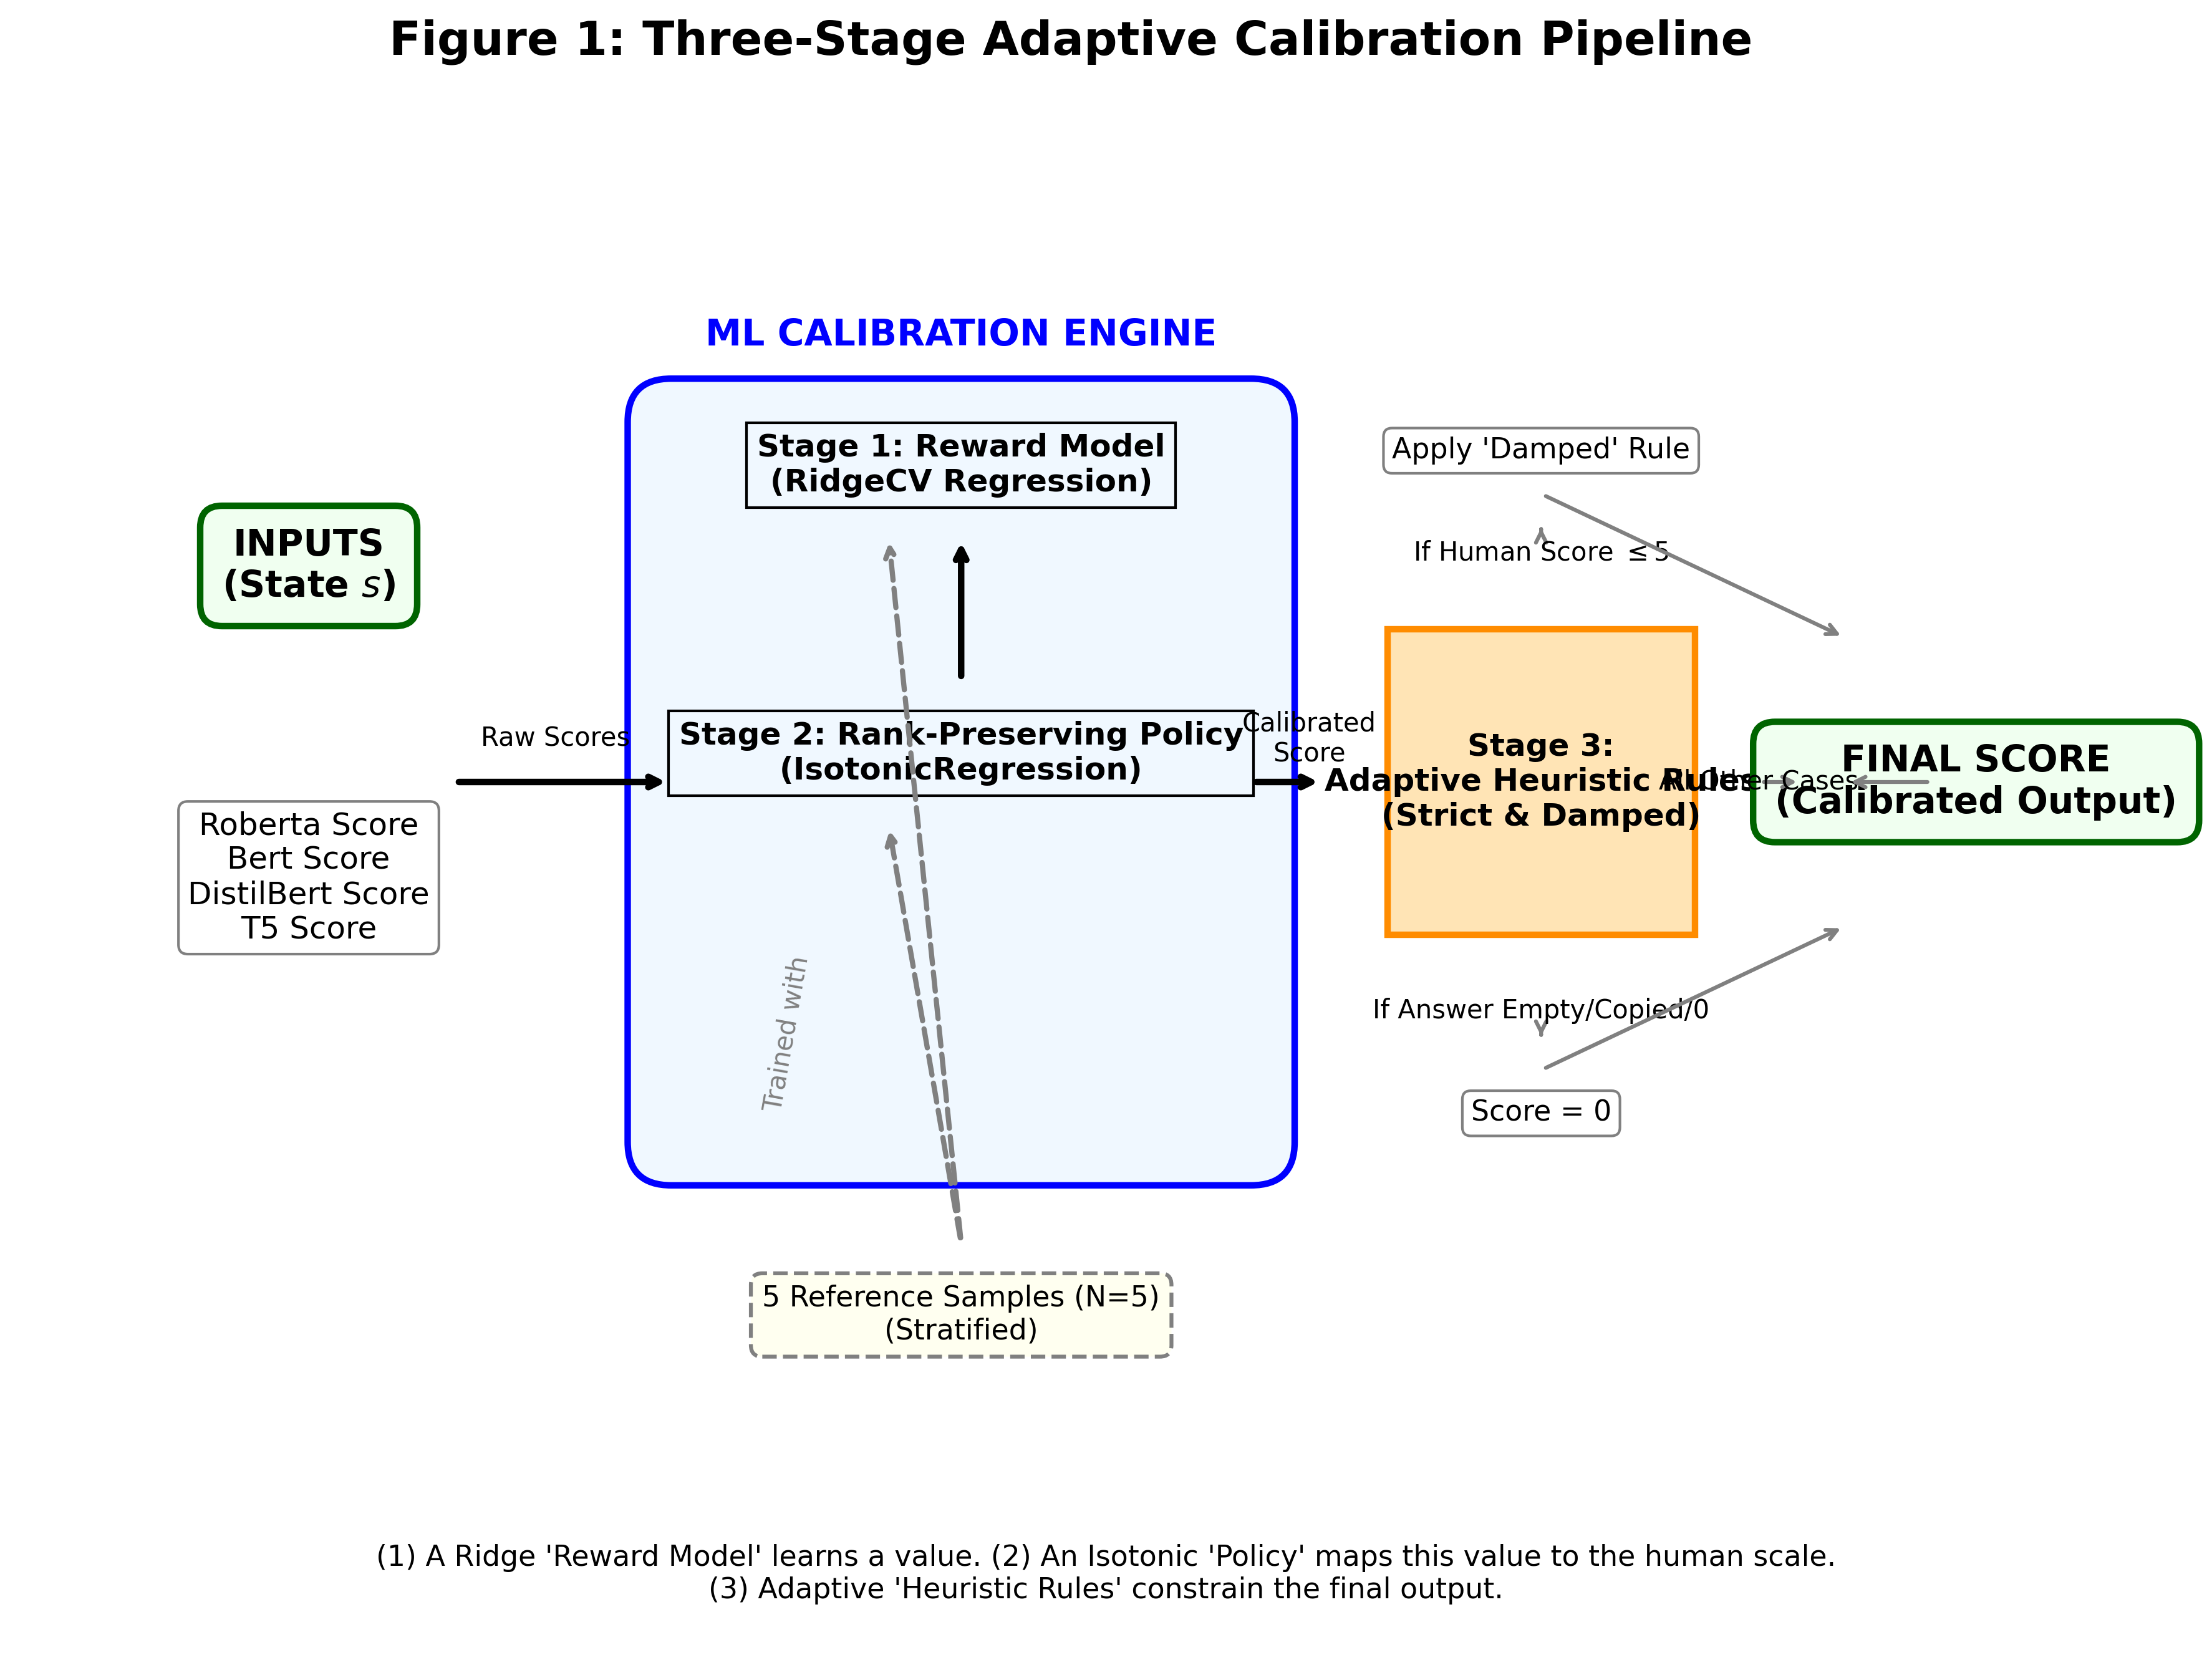 Figure 1: Three-Stage Adaptive Calibration Pipeline
ML CALIBRATION ENGINE
INPUTS
(State s)
Raw Scores
Roberta Score
Bert Score
DistilBert Score
T5 Score
Stage 1: Reward Model
(RidgeCV Regression)
Stage 2: Rank-Preserving Policy
(IsotonicRegression)
Trained with
5 Reference Samples (N=5)
(Stratified)
Calibrated
Score
Apply 'Damped' Rule
If Human Score ≤5
Stage 3:
Adaptive Heuristic Rules
(Strict & Damped)
If Answer Empty/Copied/0
Score = 0
All Other Cases
FINAL SCORE
(Calibrated Output)
(1) A Ridge 'Reward Model' learns a value. (2) An Isotonic 'Policy' maps this value to the human scale.
(3) Adaptive 'Heuristic Rules' constrain the final output.